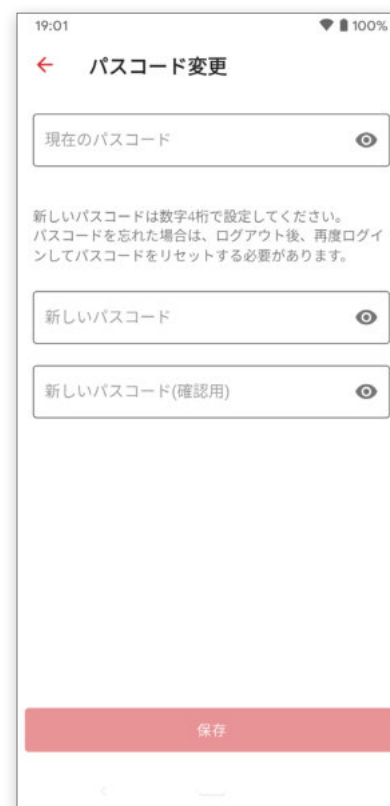 19:01 100%
パスコード変更
現在のパスコード
新しいパスコードは数字4桁で設定してください。
パスコードを忘れた場合は、ログアウト後、再度ログイ
ンしてパスコードをリセットする必要があります。
新しいパスコード
新しいパスコード(確認用)
保存